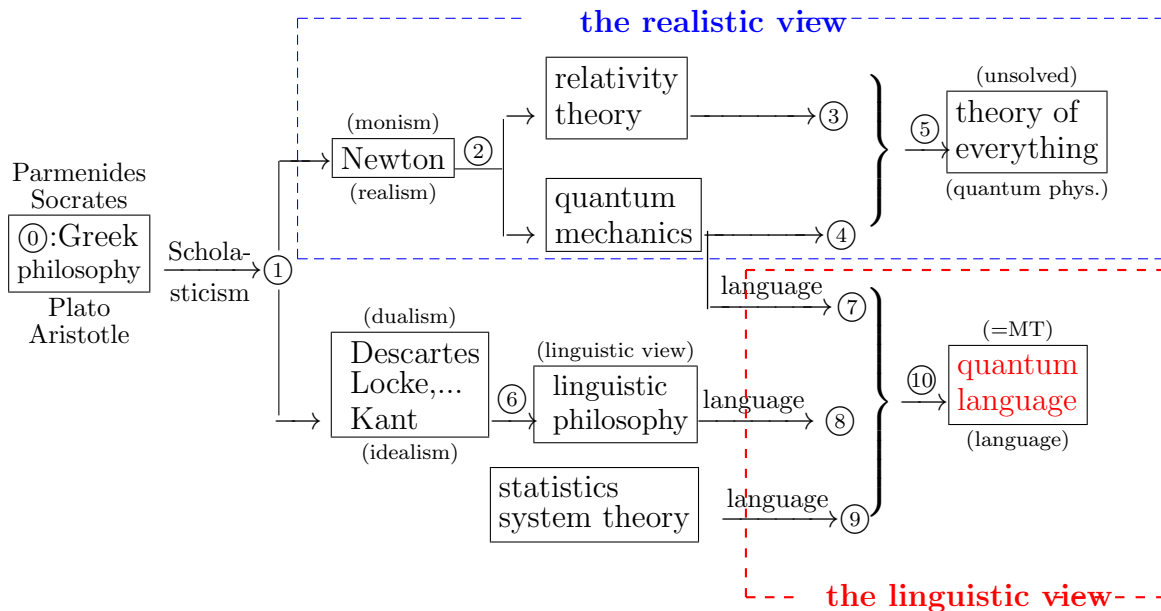 the realistic view
Parmenides
Socrates
⓪:Greek
philosophy
Plato
Aristotle
Schola-
sticism
①
(monism)
Newton
(realism)
②
relativity
theory
③
quantum
mechanics
④
⑤
(unsolved)
theory of
everything
(quantum phys.)
(dualism)
Descartes
Locke,...
Kant
(idealism)
⑥
(linguistic view)
linguistic
philosophy
language
⑦
language
⑧
statistics
system theory
language
⑨
⑩
(=MT)
quantum
language
(language)
the linguistic view